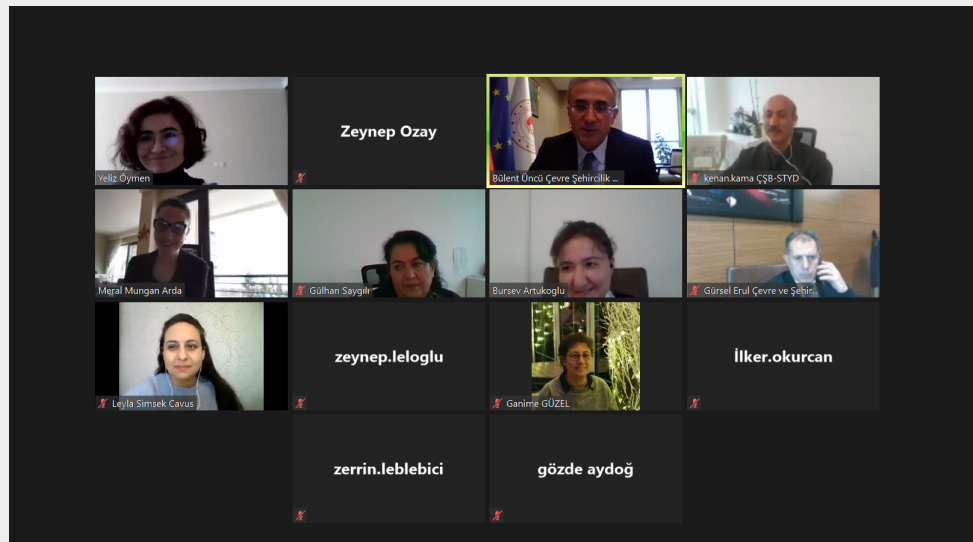 Yeliz Öymen
Zeynep Ozay
Bülent Üncü Çevre Şehircilik ...
kenan.kama ÇŞB-STYD
Meral Mungan Arda
Gülhan Saygılı
Bursev Artukoglu
Gürsel Erul Çevre ve Şehir...
Leyla Simsek Cavus
zeynep.leloglu
Ganime GÜZEL
İlker.okurcan
zerrin.leblebici
gözde aydoğ